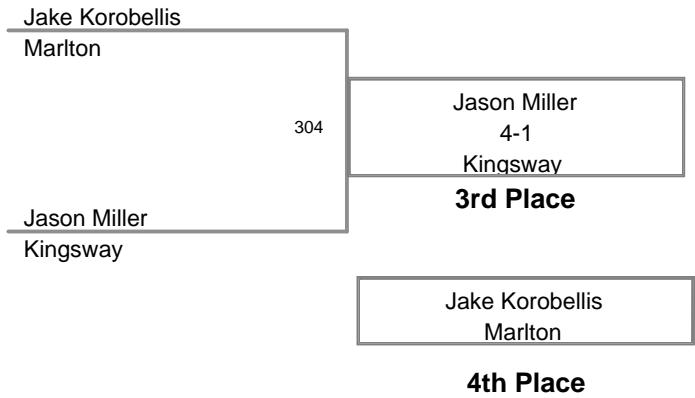 Jake Korobellis
Marlton
304
Jason Miller
4-1
Kingsway
3rd Place
Jason Miller
Kingsway
Jake Korobellis
Marlton
4th Place